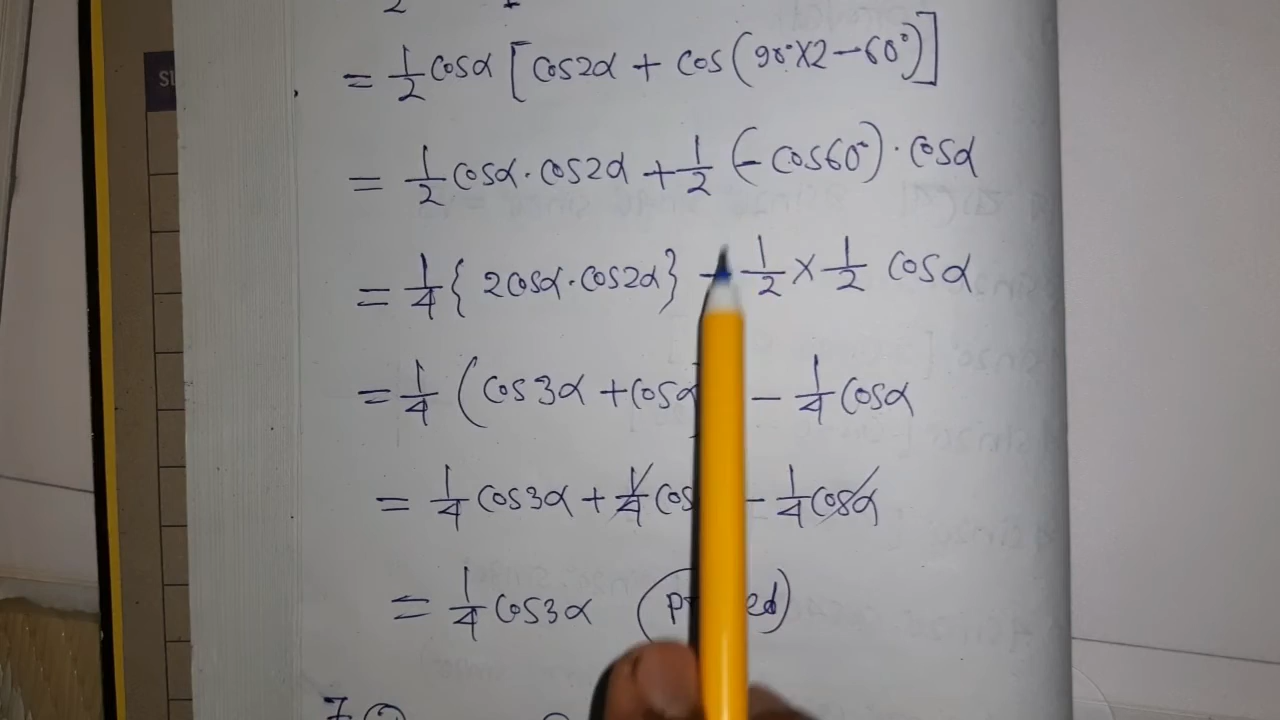 = 1/2 cosα [cos2α + cos(90°×2-60°)]
= 1/2 cosα·cos2α + 1/2 (-cos60°)·cosα
= 1/4 {2cosα·cos2α} - 1/2 × 1/2 cosα
= 1/4 (cos3α + cosα - 1/4 cosα
= 1/4 cos3α + 1/4 cos - 1/4 cosα
= 1/4 cos3α